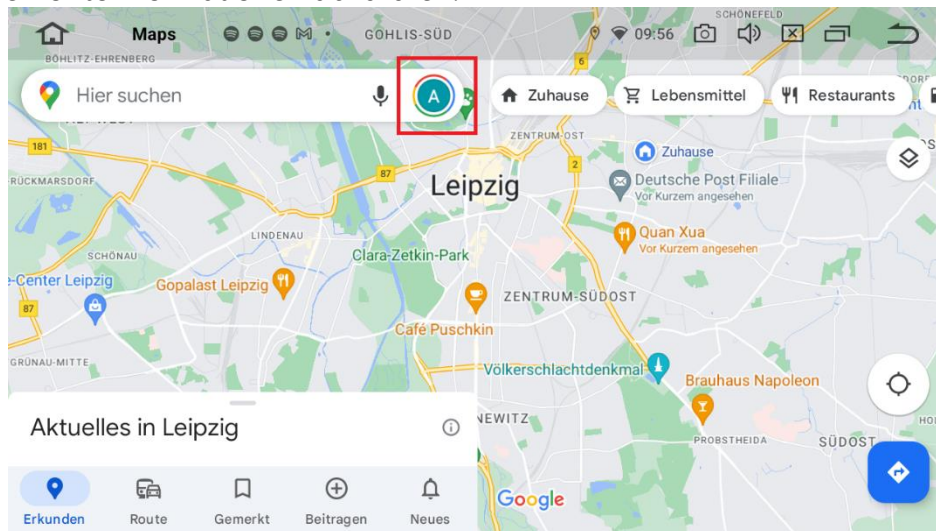 Maps
GOHLIS-SÜD
SCHÖNEFELD
09:56
BÖHLITZ-EHRENBERG
6
Hier suchen
A
Zuhause
Lebensmittel
Restaurants
ZENTRUM-OST
181
87
2
Zuhause
Leipzig
Deutsche Post Filiale
Vor Kurzem angesehen
RÜCKMARSDORF
LINDENAU
Quan Xua
Vor Kurzem angesehen
SCHÖNAU
Clara-Zetkin-Park
e-Center Leipzig
Gopalast Leipzig
ZENTRUM-SÜDOST
87
Café Puschkin
GRÜNAU-MITTE
Völkerschlachtdenkmal
Brauhaus Napoleon
Aktuelles in Leipzig
NEWITZ
PROBSTHEIDA
SÜDOST
Google
Erkunden
Route
Gemerkt
Beitragen
Neues